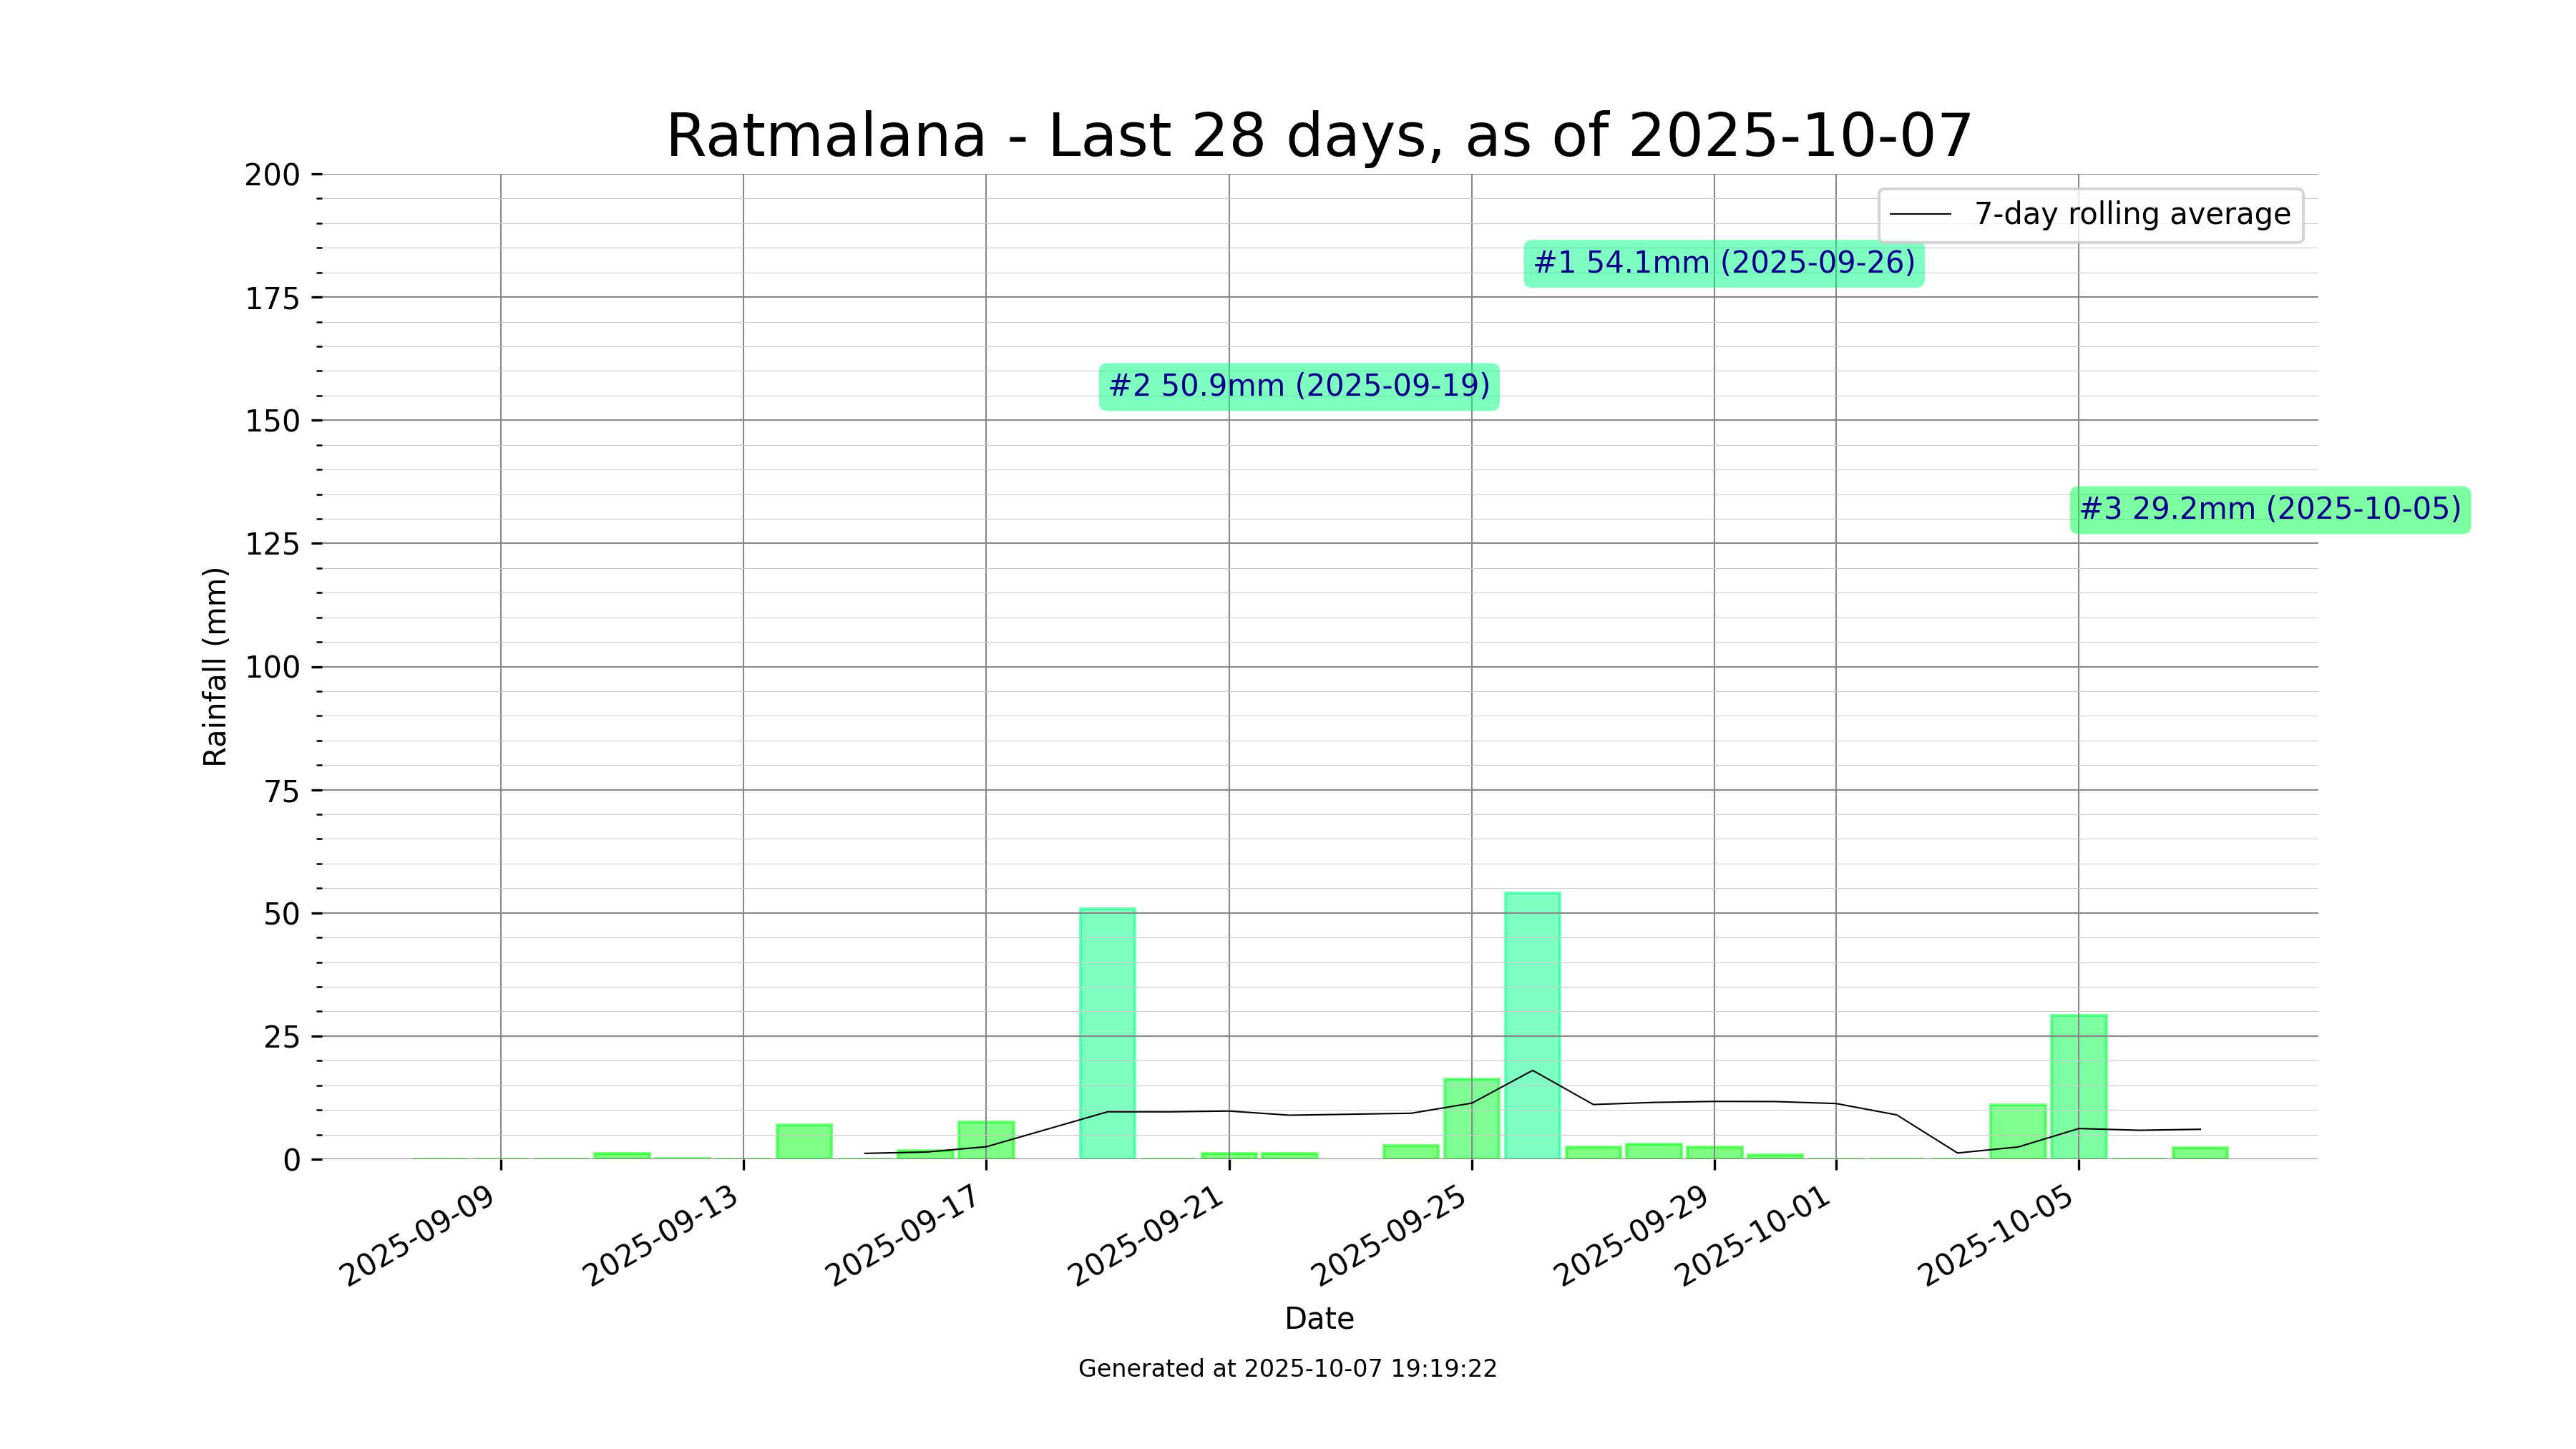 Ratmalana - Last 28 days, as of 2025-10-07
200
175
150
125
100
75
50
25
0
Rainfall (mm)
7-day rolling average
#1 54.1mm (2025-09-26)
#2 50.9mm (2025-09-19)
#3 29.2mm (2025-10-05)
2025-09-09
2025-09-13
2025-09-17
2025-09-21
2025-09-25
2025-09-29
2025-10-01
2025-10-05
Date
Generated at 2025-10-07 19:19:22